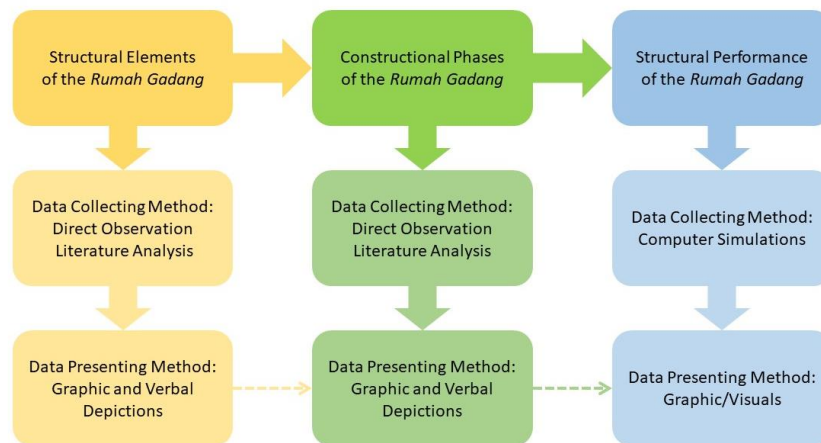 Structural Elements
of the Rumah Gadang
Constructional Phases
of the Rumah Gadang
Structural Performance
of the Rumah Gadang
Data Collecting Method:
Direct Observation
Literature Analysis
Data Collecting Method:
Direct Observation
Literature Analysis
Data Collecting Method:
Computer Simulations
Data Presenting Method:
Graphic and Verbal
Depictions
Data Presenting Method:
Graphic and Verbal
Depictions
Data Presenting Method:
Graphic/Visuals